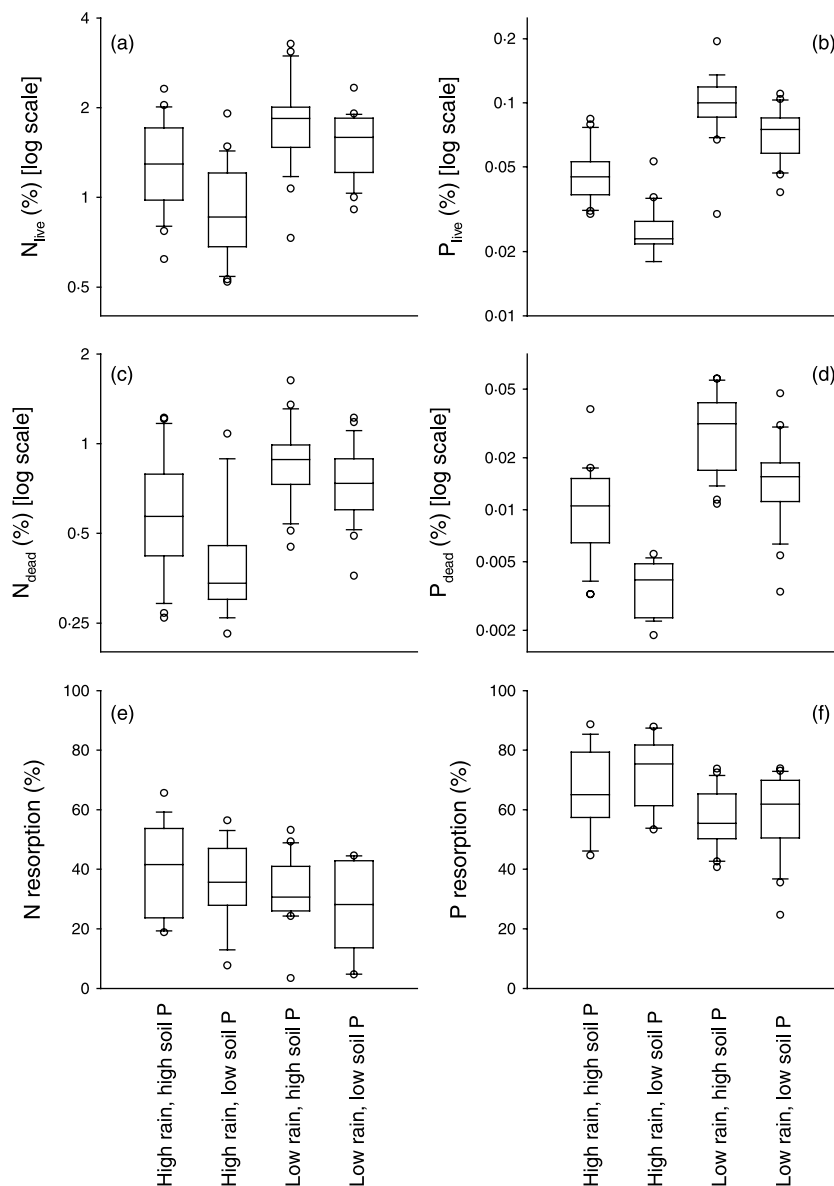 (a)
N_live (%) [log scale]
4
2
1
0·5
(b)
P_live (%) [log scale]
0·2
0·1
0·05
0·02
0·01
(c)
N_dead (%) [log scale]
2
1
0·5
0·25
(d)
P_dead (%) [log scale]
0·05
0·02
0·01
0·005
0·002
(e)
N resorption (%)
100
80
60
40
20
0
(f)
P resorption (%)
100
80
60
40
20
0
High rain, high soil P
High rain, low soil P
Low rain, high soil P
Low rain, low soil P
High rain, high soil P
High rain, low soil P
Low rain, high soil P
Low rain, low soil P